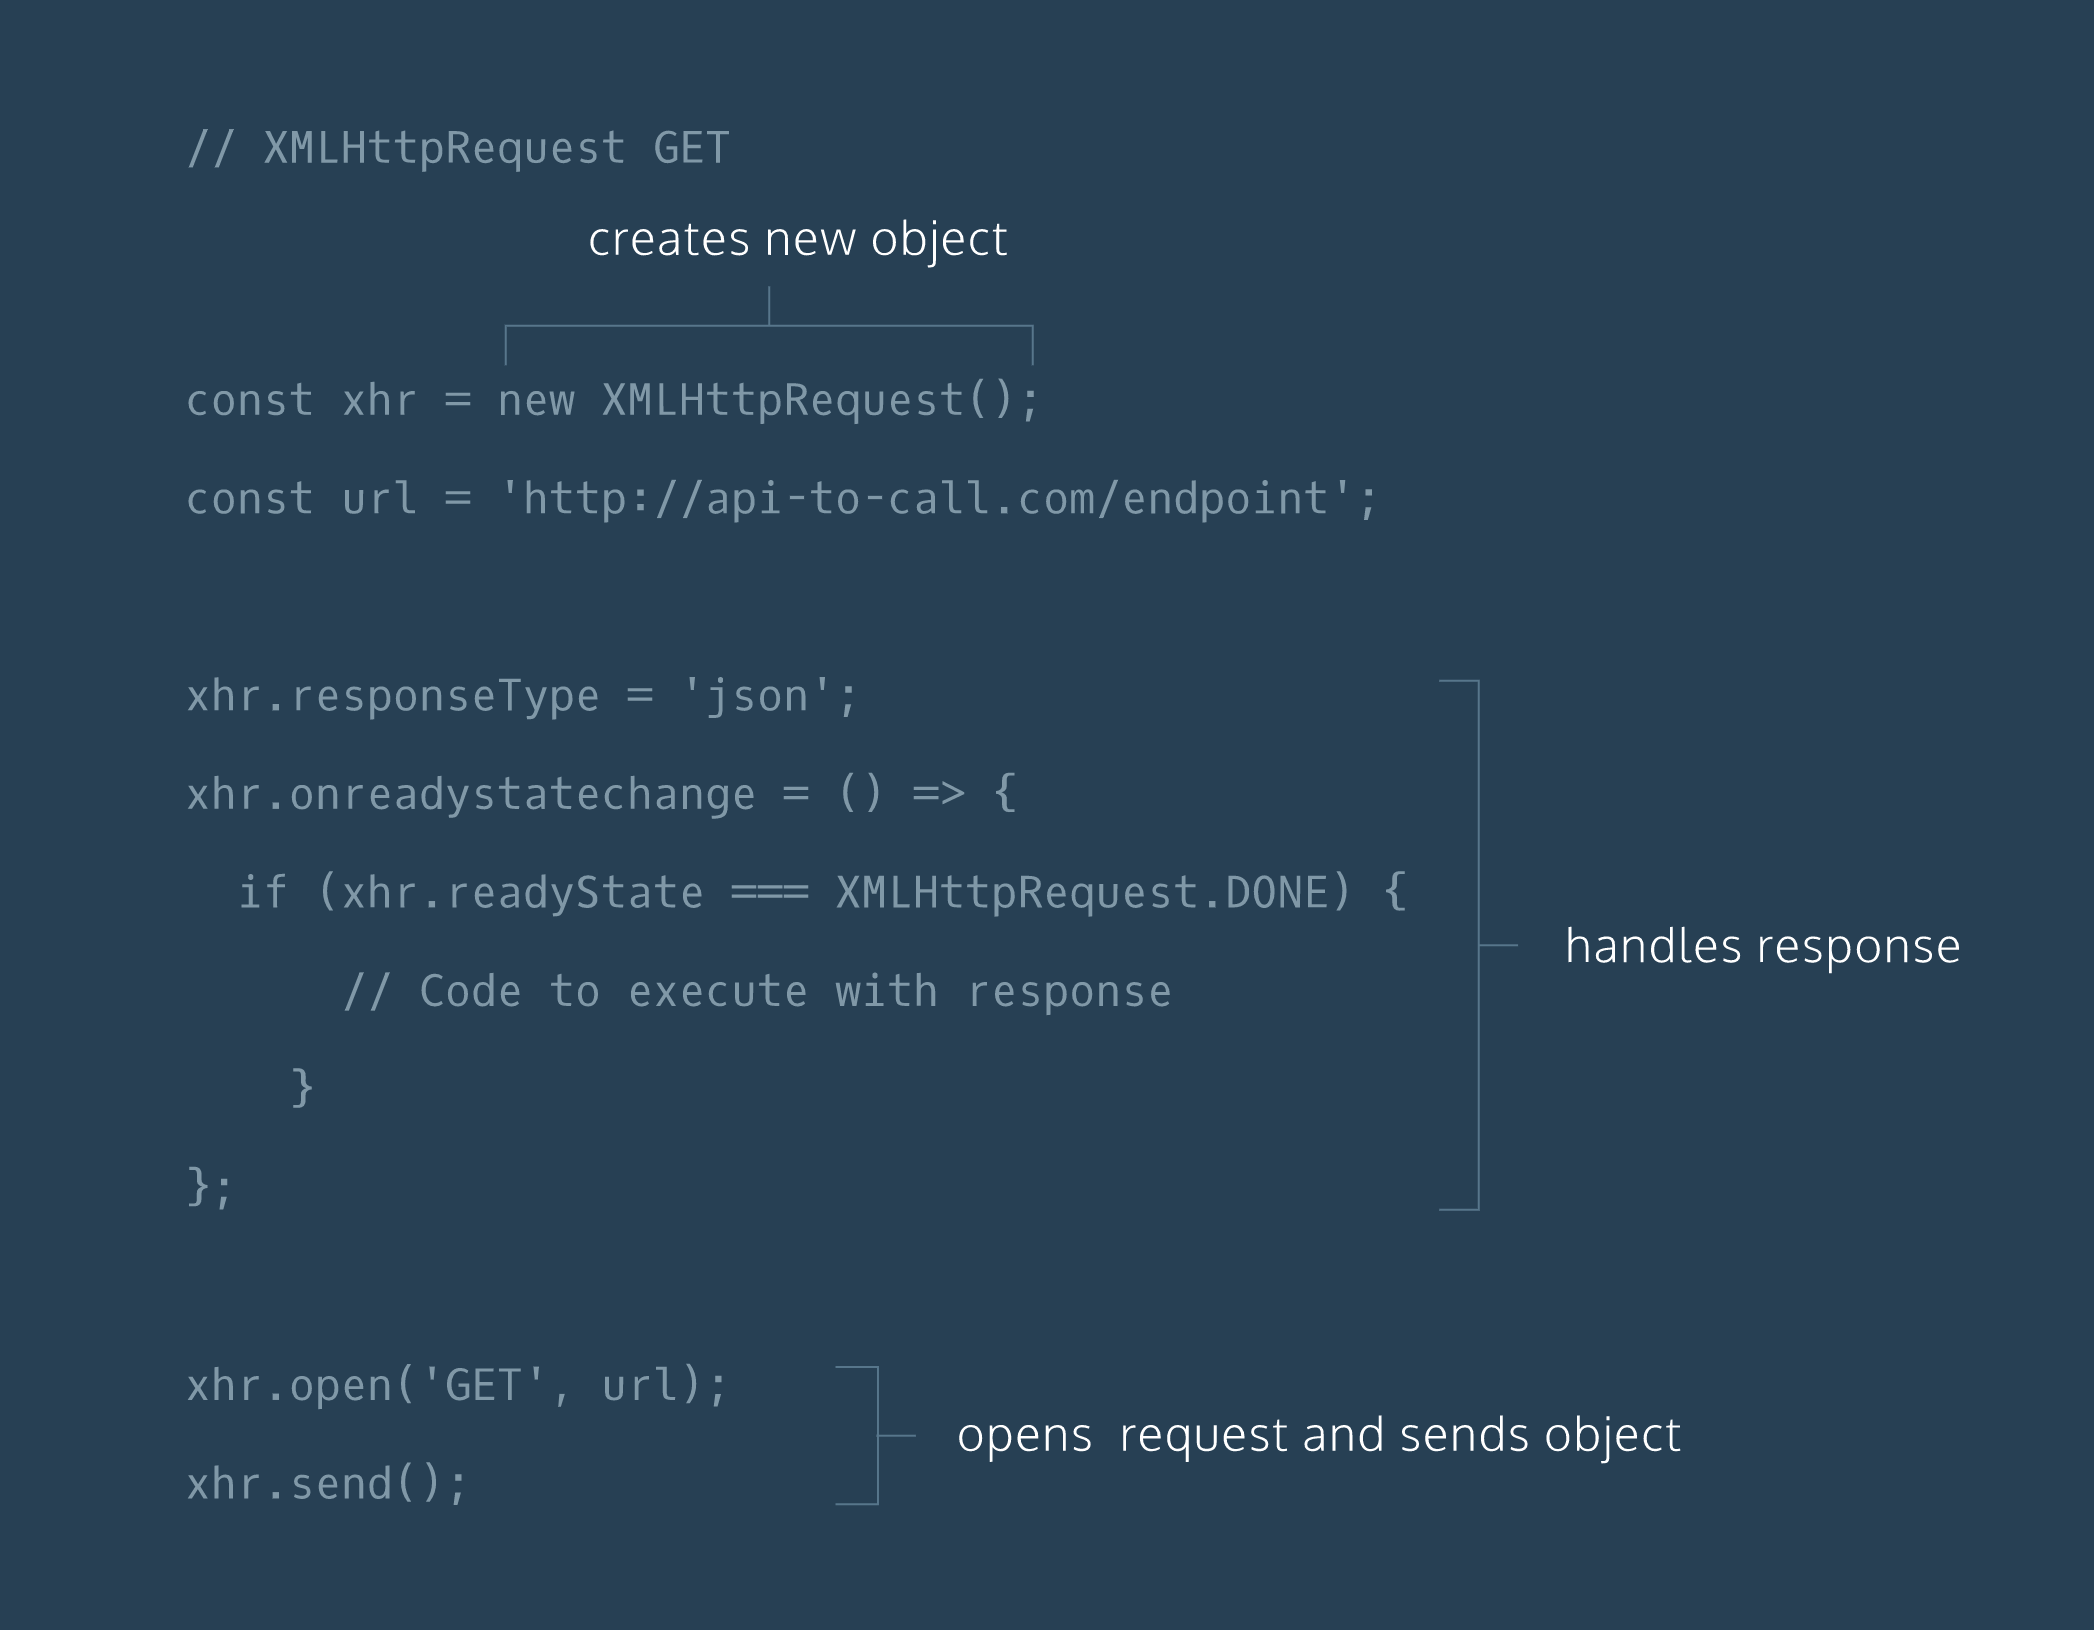 // XMLHttpRequest GET
creates new object
const xhr = new XMLHttpRequest();
const url = 'http://api-to-call.com/endpoint';
xhr.responseType = 'json';
xhr.onreadystatechange = () => {
if (xhr.readyState === XMLHttpRequest.DONE) {
handles response
// Code to execute with response
}
};
xhr.open('GET', url);
opens  request and sends object
xhr.send();